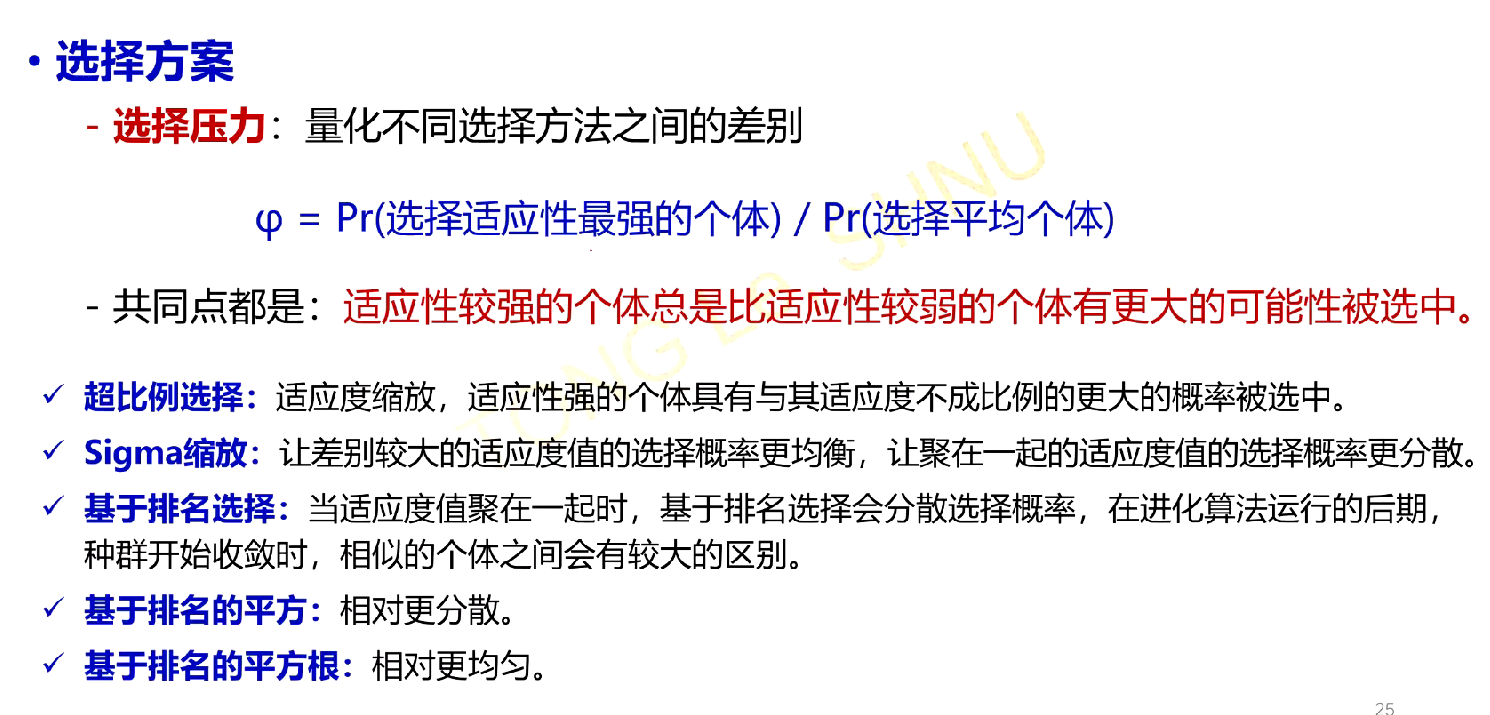 • 选择方案
- 选择压力：量化不同选择方法之间的差别
φ = Pr(选择适应性最强的个体) / Pr(选择平均个体)
- 共同点都是：适应性较强的个体总是比适应性较弱的个体有更大的可能性被选中。
✓ 超比例选择：适应度缩放，适应性强的个体具有与其适应度不成比例的更大的概率被选中。
✓ Sigma缩放：让差别较大的适应度值的选择概率更均衡，让聚在一起的适应度值的选择概率更分散。
✓ 基于排名选择：当适应度值聚在一起时，基于排名选择会分散选择概率，在进化算法运行的后期，
种群开始收敛时，相似的个体之间会有较大的区别。
✓ 基于排名的平方：相对更分散。
✓ 基于排名的平方根：相对更均匀。
TONG Le SHNU
25